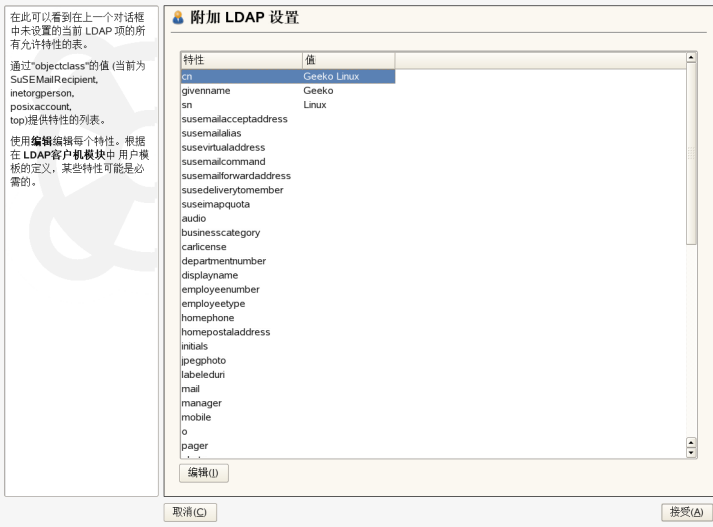 在此可以看到在上一个对话框
中未设置的当前 LDAP 项的所
有允许特性的表。
通过"objectclass"的值 (当前为
SuSEMailRecipient,
inetorgperson,
posixaccount,
top)提供特性的列表。
使用编辑编辑每个特性。根据
在 LDAP客户机模块中 用户模
板的定义，某些特性可能是必
需的。
附加 LDAP 设置
特性 值
cn Geeko Linux
givenname Geeko
sn Linux
susemailacceptaddress
susemailalias
susevirtualaddress
susemailcommand
susemailforwardaddress
susedeliverytomember
suseimapquota
audio
businesscategory
carlicense
departmentnumber
displayname
employeenumber
employeetype
homephone
homepostaladdress
initials
jpegphoto
labeleduri
mail
manager
mobile
o
pager
编辑(I)
取消(C) 接受(A)